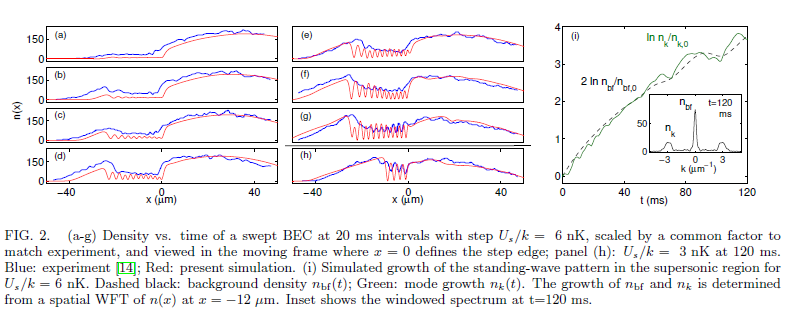 (a)
150
0
(b)
150
0
(c)
150
0
(d)
150
0
n(x)
−40
0
40
x (μm)
(e)
(f)
(g)
(h)
−40
0
40
x (μm)
(i)
ln n_k/n_k,0
2 ln n_bf/n_bf,0
4
3
2
1
0
0
40
80
120
t (ms)
n_bf
t=120
ms
n_k
50
0
−3
0
3
k (μm⁻¹)
FIG. 2. (a-g) Density vs. time of a swept BEC at 20 ms intervals with step U_s/k = 6 nK, scaled by a common factor to
match experiment, and viewed in the moving frame where x = 0 defines the step edge; panel (h): U_s/k = 3 nK at 120 ms.
Blue: experiment [14]; Red: present simulation. (i) Simulated growth of the standing-wave pattern in the supersonic region for
U_s/k = 6 nK. Dashed black: background density n_bf(t); Green: mode growth n_k(t). The growth of n_bf and n_k is determined
from a spatial WFT of n(x) at x = −12 μm. Inset shows the windowed spectrum at t=120 ms.